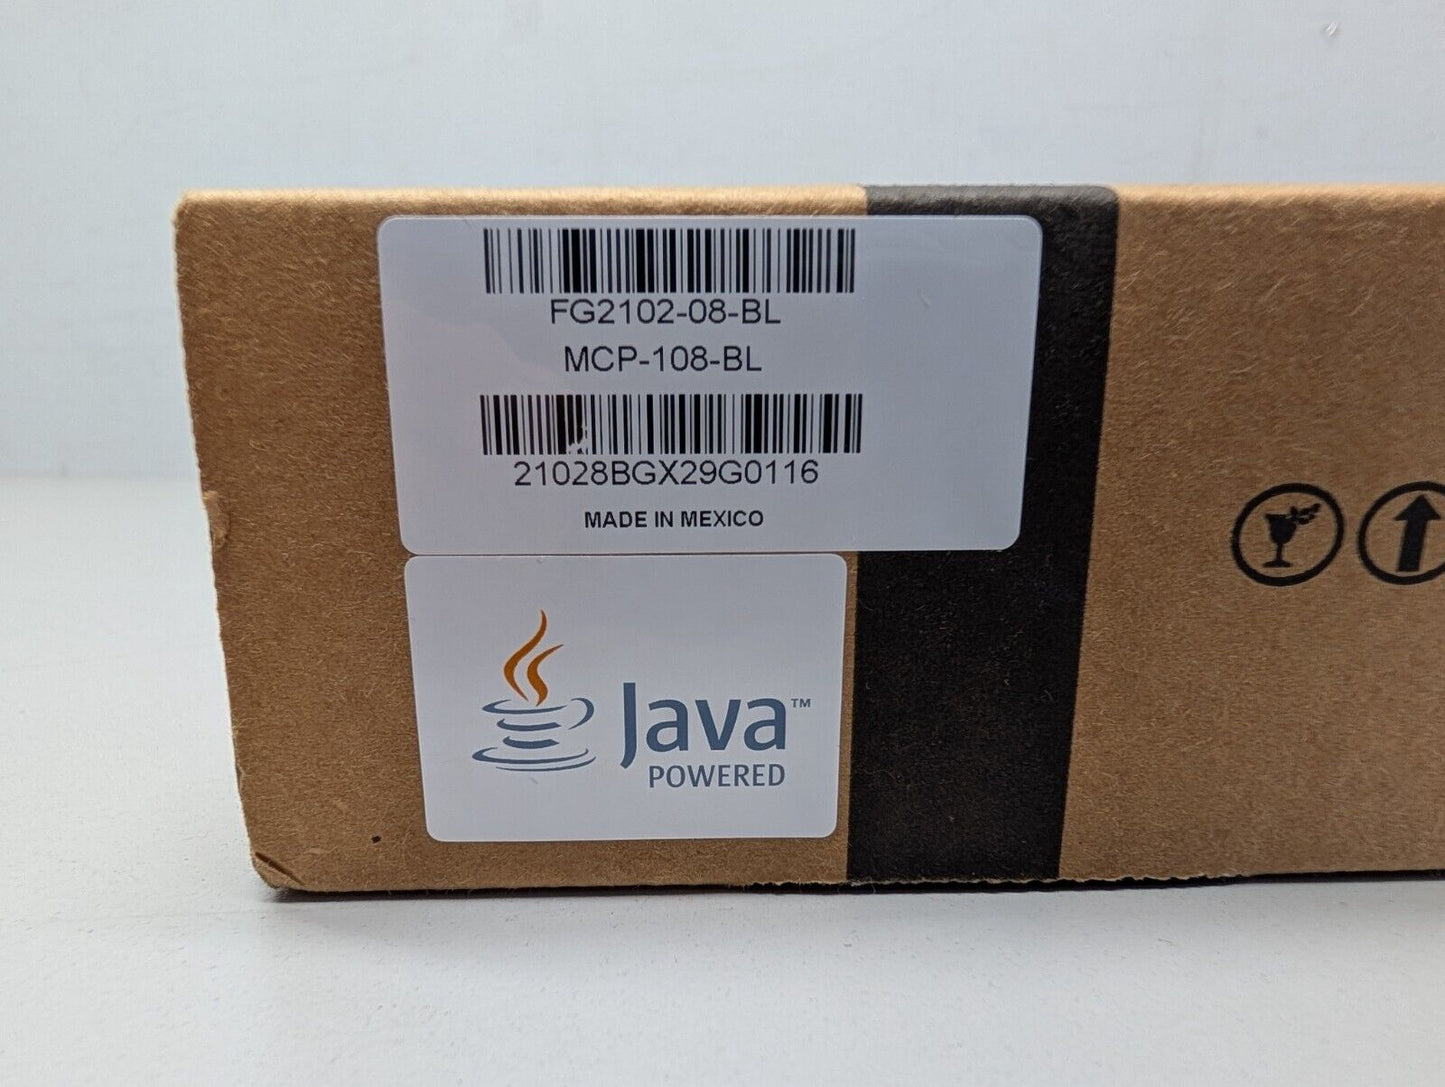 FG2102-08-BL
MCP-108-BL
21028BGX29G0116
MADE IN MEXICO
Java™
POWERED